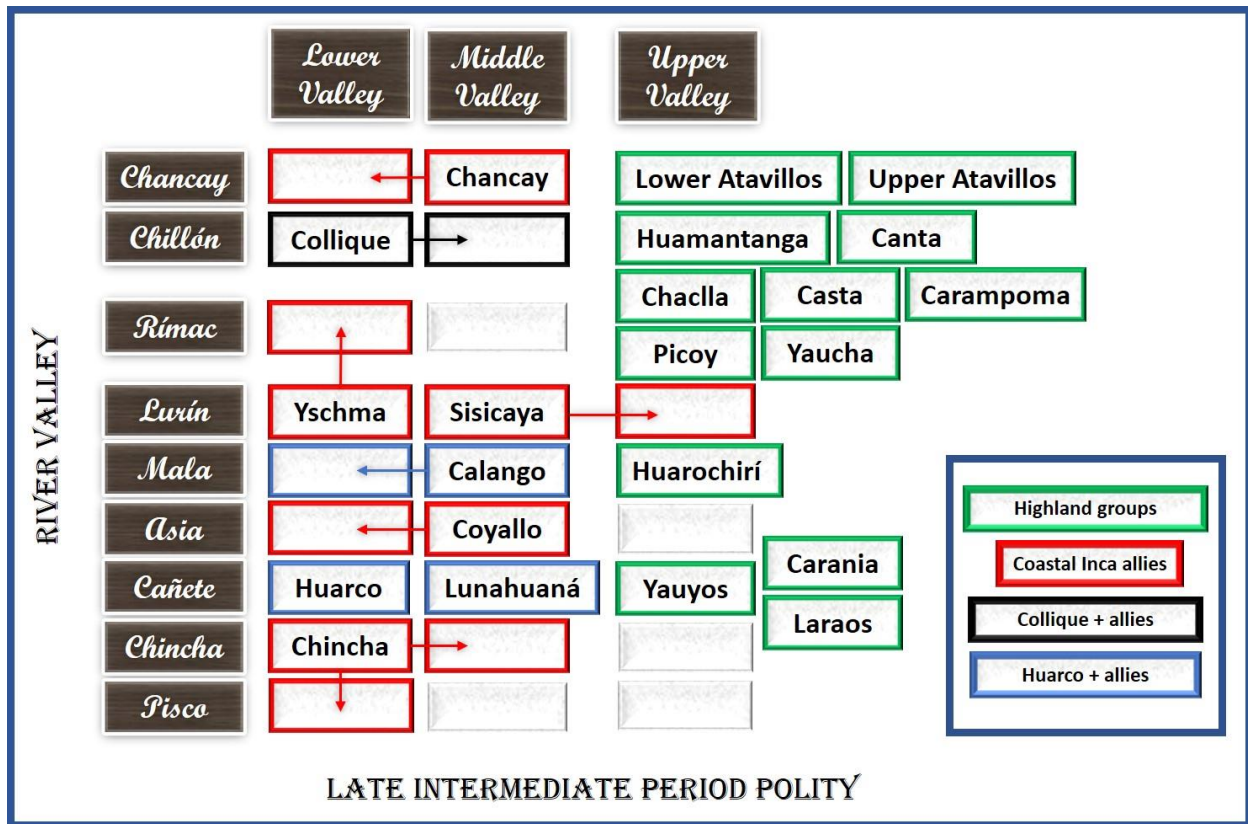 Lower Valley
Middle Valley
Upper Valley
Chancay
Chancay
Lower Atavillos
Upper Atavillos
Chillón
Collique
Huamantanga
Canta
Chaclla
Casta
Carampoma
Rímac
Picoy
Yaucha
Lurín
Yschma
Sisicaya
Mala
Calango
Huarochirí
Asia
Coyallo
Carania
Cañete
Huarco
Lunahuaná
Yauyos
Laraos
Chincha
Chincha
Pisco
RIVER VALLEY
LATE INTERMEDIATE PERIOD POLITY
Highland groups
Coastal Inca allies
Collique + allies
Huarco + allies